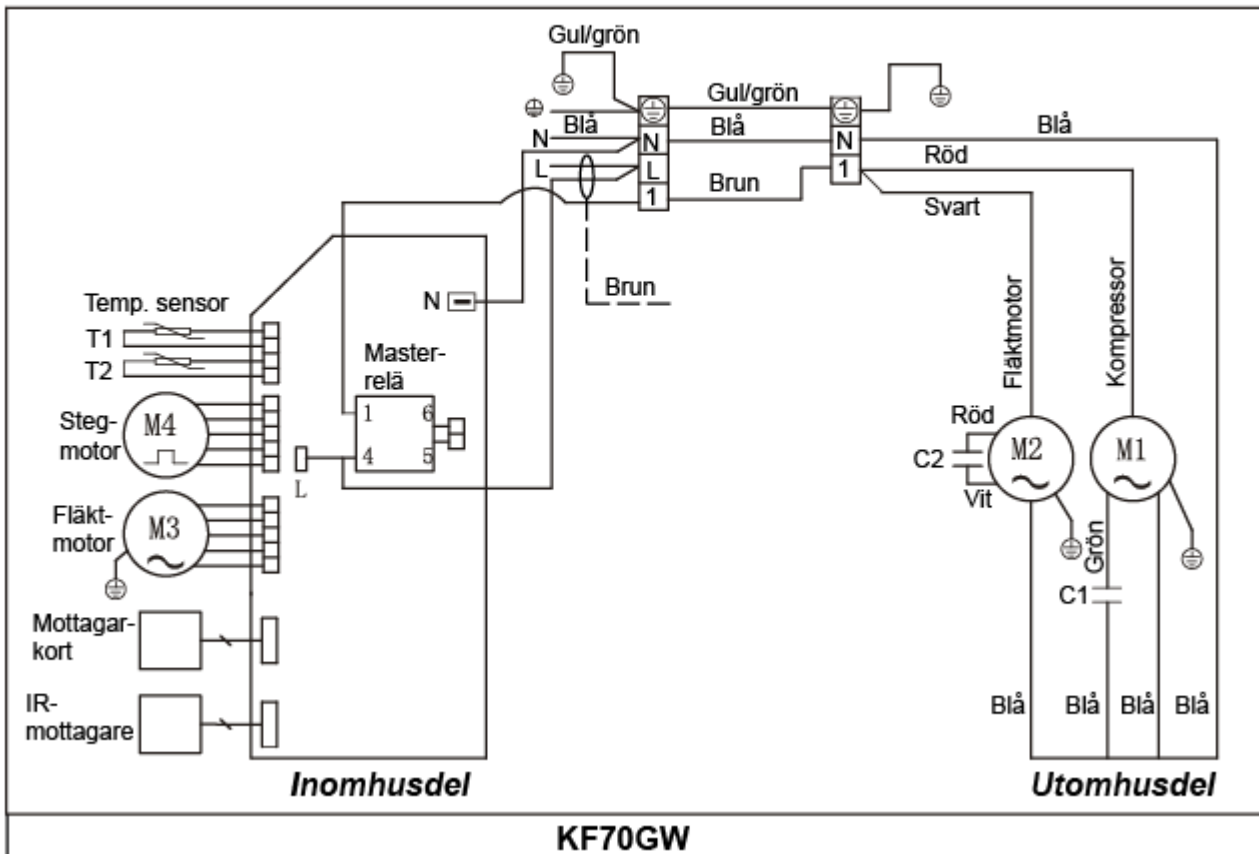 Gul/grön
Gul/grön
N
Blå
N
Blå
N
Blå
L
L
1
Röd
1
Brun
Svart
Brun
N
Temp. sensor
T1
T2
Master-
relä
1
6
4
5
L
Steg-
motor
M4
Fläkt-
motor
M3
Mottagar-
kort
IR-
mottagare
Fläktmotor
Kompressor
Röd
C2
Vit
M2
M1
Grön
C1
Blå
Blå
Blå
Blå
Inomhusdel
Utomhusdel
KF70GW